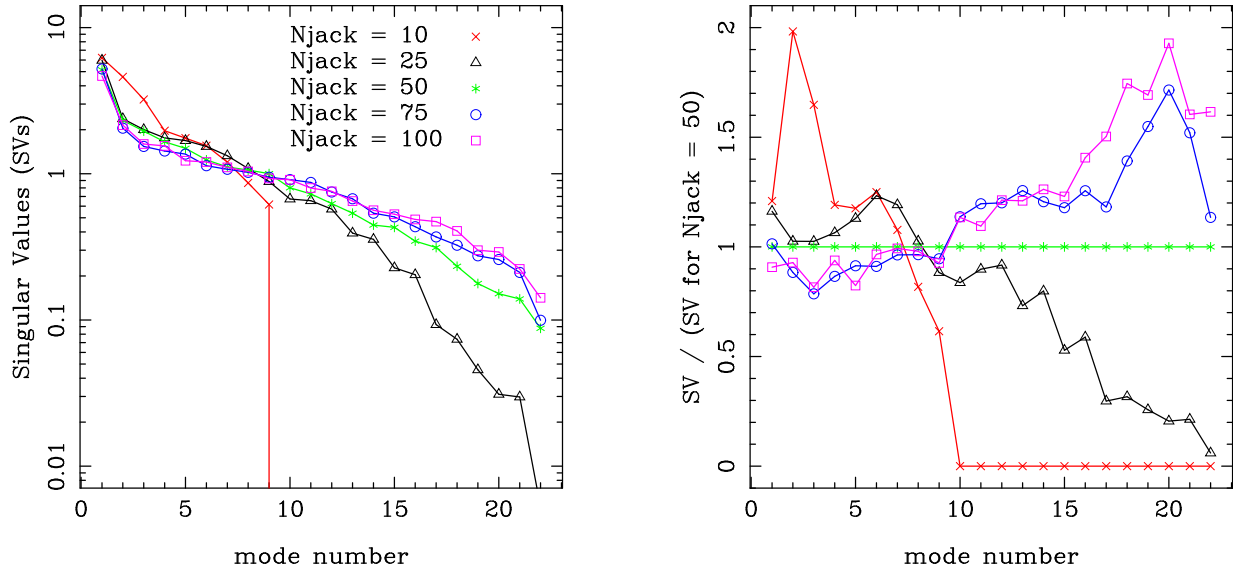 10
1
0.1
0.01
Singular Values (SVs)
Njack = 10
Njack = 25
Njack = 50
Njack = 75
Njack = 100
0 5 10 15 20
mode number
2
1.5
1
0.5
0
SV / (SV for Njack = 50)
0 5 10 15 20
mode number